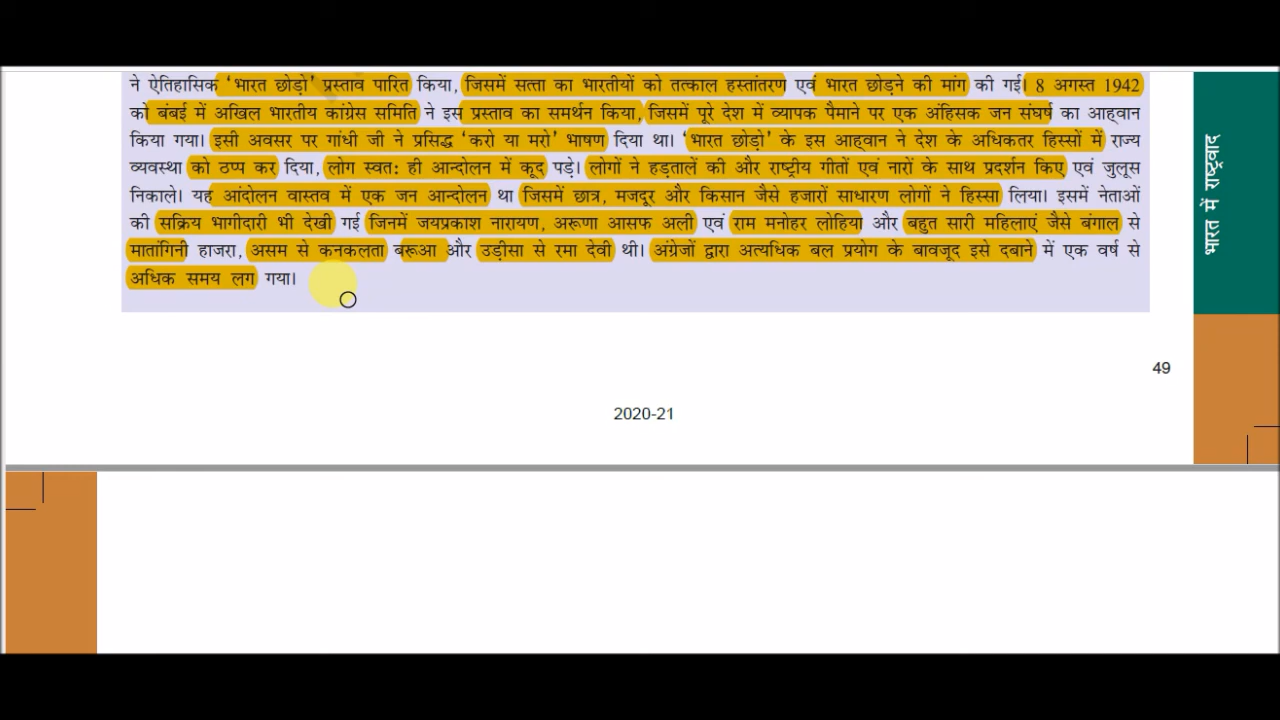 ने ऐतिहासिक ‘भारत छोड़ो’ प्रस्ताव पारित किया, जिसमें सत्ता का भारतीयों को तत्काल हस्तांतरण एवं भारत छोड़ने की मांग की गई। 8 अगस्त 1942
को बंबई में अखिल भारतीय कांग्रेस समिति ने इस प्रस्ताव का समर्थन किया, जिसमें पूरे देश में व्यापक पैमाने पर एक अंहिसक जन संघर्ष का आह्वान
किया गया। इसी अवसर पर गांधी जी ने प्रसिद्ध ‘करो या मरो’ भाषण दिया था। ‘भारत छोड़ो’ के इस आह्वान ने देश के अधिकतर हिस्सों में राज्य
व्यवस्था को ठप्प कर दिया, लोग स्वत: ही आन्दोलन में कूद पड़े। लोगों ने हड़तालें की और राष्ट्रीय गीतों एवं नारों के साथ प्रदर्शन किए एवं जुलूस
निकाले। यह आंदोलन वास्तव में एक जन आन्दोलन था जिसमें छात्र, मजदूर और किसान जैसे हजारों साधारण लोगों ने हिस्सा लिया। इसमें नेताओं
की सक्रिय भागीदारी भी देखी गई जिनमें जयप्रकाश नारायण, अरूणा आसफ अली एवं राम मनोहर लोहिया और बहुत सारी महिलाएं जैसे बंगाल से
मातांगिनी हाजरा, असम से कनकलता बरूआ और उड़ीसा से रमा देवी थी। अंग्रेजों द्वारा अत्यधिक बल प्रयोग के बावजूद इसे दबाने में एक वर्ष से
अधिक समय लग गया।
भारत में राष्ट्रवाद
49
2020-21